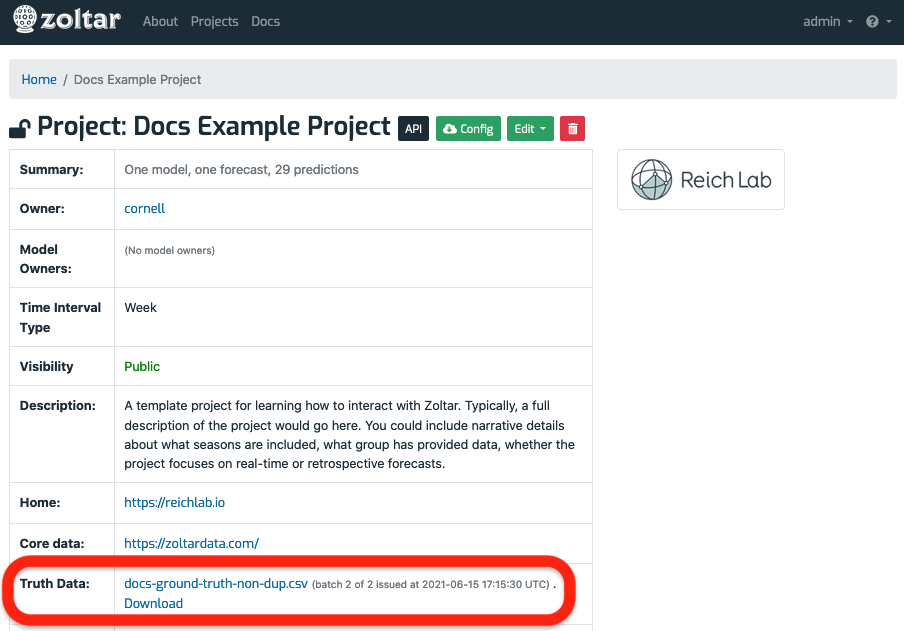 zoltar About Projects Docs admin
Home / Docs Example Project
Project: Docs Example Project API Config Edit
Summary: One model, one forecast, 29 predictions
Reich Lab
Owner: cornell
Model
Owners: (No model owners)
Time Interval
Type Week
Visibility Public
Description: A template project for learning how to interact with Zoltar. Typically, a full
description of the project would go here. You could include narrative details
about what seasons are included, what group has provided data, whether the
project focuses on real-time or retrospective forecasts.
Home: https://reichlab.io
Core data: https://zoltardata.com/
Truth Data: docs-ground-truth-non-dup.csv (batch 2 of 2 issued at 2021-06-15 17:15:30 UTC) .
Download